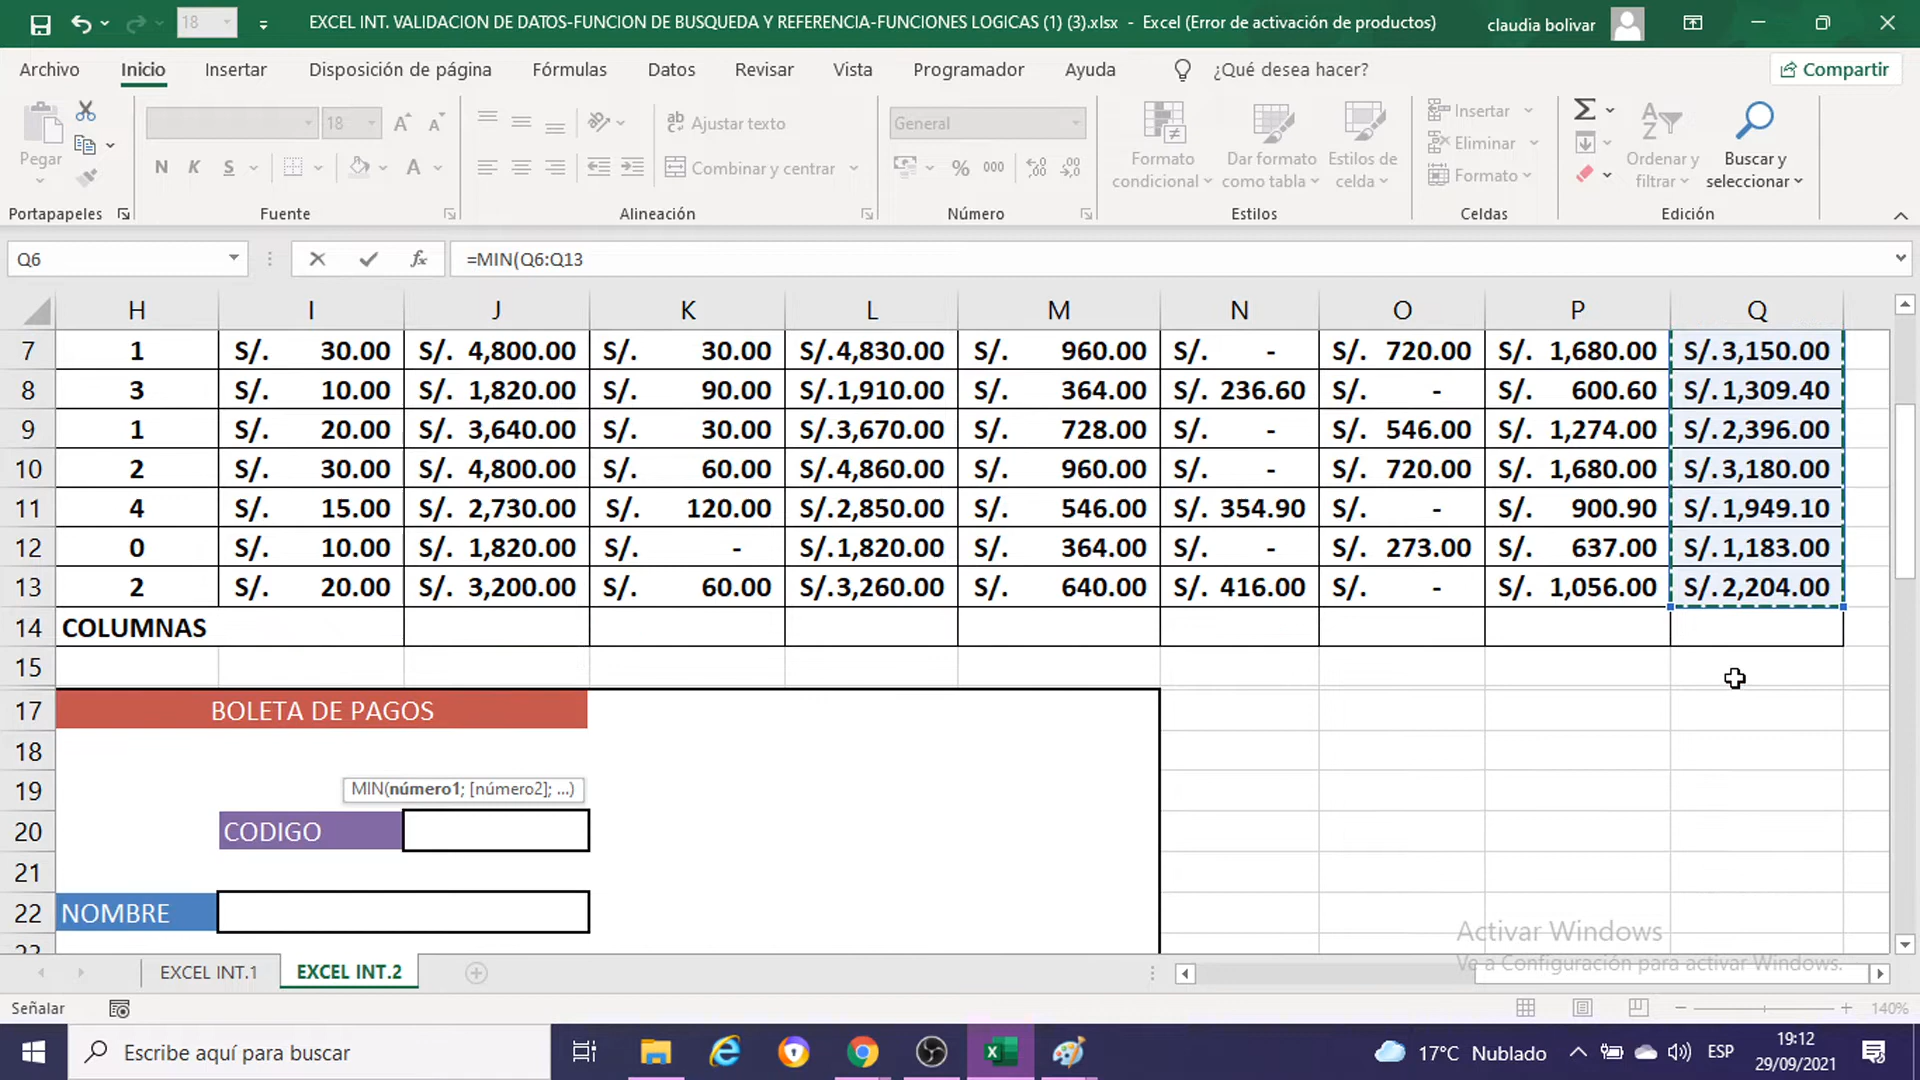 18
EXCEL INT. VALIDACION DE DATOS-FUNCION DE BUSQUEDA Y REFERENCIA-FUNCIONES LOGICAS (1) (3).xlsx - Excel (Error de activación de productos)
claudia bolivar
Archivo Inicio Insertar Disposición de página Fórmulas Datos Revisar Vista Programador Ayuda ¿Qué desea hacer? Compartir
Pegar
18
N K S
Ajustar texto
Combinar y centrar
General
% 000
Formato condicional
Dar formato como tabla
Estilos de celda
Insertar
Eliminar
Formato
Ordenar y filtrar
Buscar y seleccionar
Portapapeles Fuente Alineación Número Estilos Celdas Edición
Q6 fx =MIN(Q6:Q13
H I J K L M N O P Q
7 1 S/. 30.00 S/. 4,800.00 S/. 30.00 S/.4,830.00 S/. 960.00 S/. - S/. 720.00 S/. 1,680.00 S/.3,150.00
8 3 S/. 10.00 S/. 1,820.00 S/. 90.00 S/.1,910.00 S/. 364.00 S/. 236.60 S/. - S/. 600.60 S/.1,309.40
9 1 S/. 20.00 S/. 3,640.00 S/. 30.00 S/.3,670.00 S/. 728.00 S/. - S/. 546.00 S/. 1,274.00 S/.2,396.00
10 2 S/. 30.00 S/. 4,800.00 S/. 60.00 S/.4,860.00 S/. 960.00 S/. - S/. 720.00 S/. 1,680.00 S/.3,180.00
11 4 S/. 15.00 S/. 2,730.00 S/. 120.00 S/.2,850.00 S/. 546.00 S/. 354.90 S/. - S/. 900.90 S/.1,949.10
12 0 S/. 10.00 S/. 1,820.00 S/. - S/.1,820.00 S/. 364.00 S/. - S/. 273.00 S/. 637.00 S/.1,183.00
13 2 S/. 20.00 S/. 3,200.00 S/. 60.00 S/.3,260.00 S/. 640.00 S/. 416.00 S/. - S/. 1,056.00 S/.2,204.00
14 COLUMNAS
15
17 BOLETA DE PAGOS
18
19 MIN(número1; [número2]; ...)
20 CODIGO
21
22 NOMBRE
Activar Windows
Ve a Configuración para activar Windows.
EXCEL INT.1 EXCEL INT.2
Señalar
140%
Escribe aquí para buscar
17°C Nublado
ESP
19:12
29/09/2021